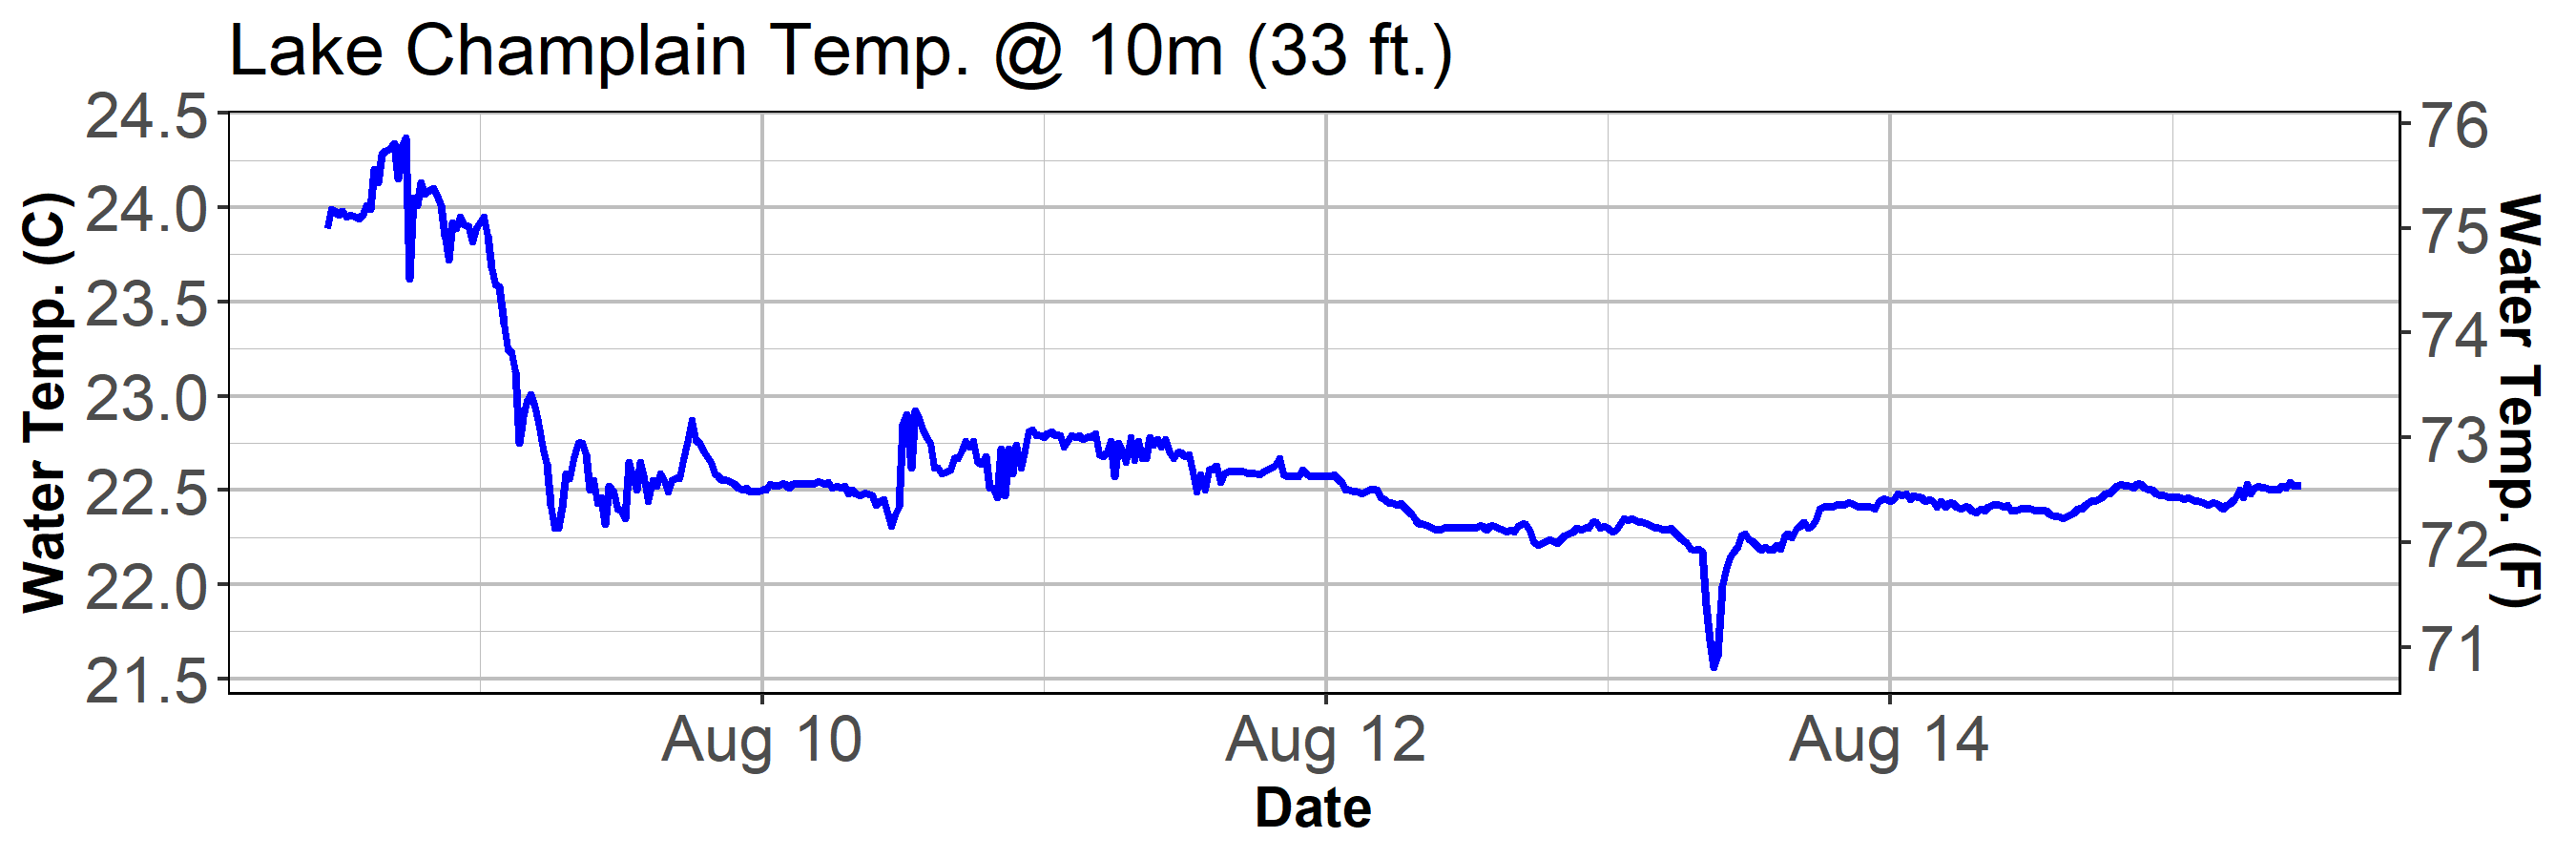 Lake Champlain Temp. @ 10m (33 ft.)
24.5
24.0
23.5
23.0
22.5
22.0
21.5
Water Temp. (C)
76
75
74
73
72
71
Water Temp. (F)
Aug 10
Aug 12
Aug 14
Date